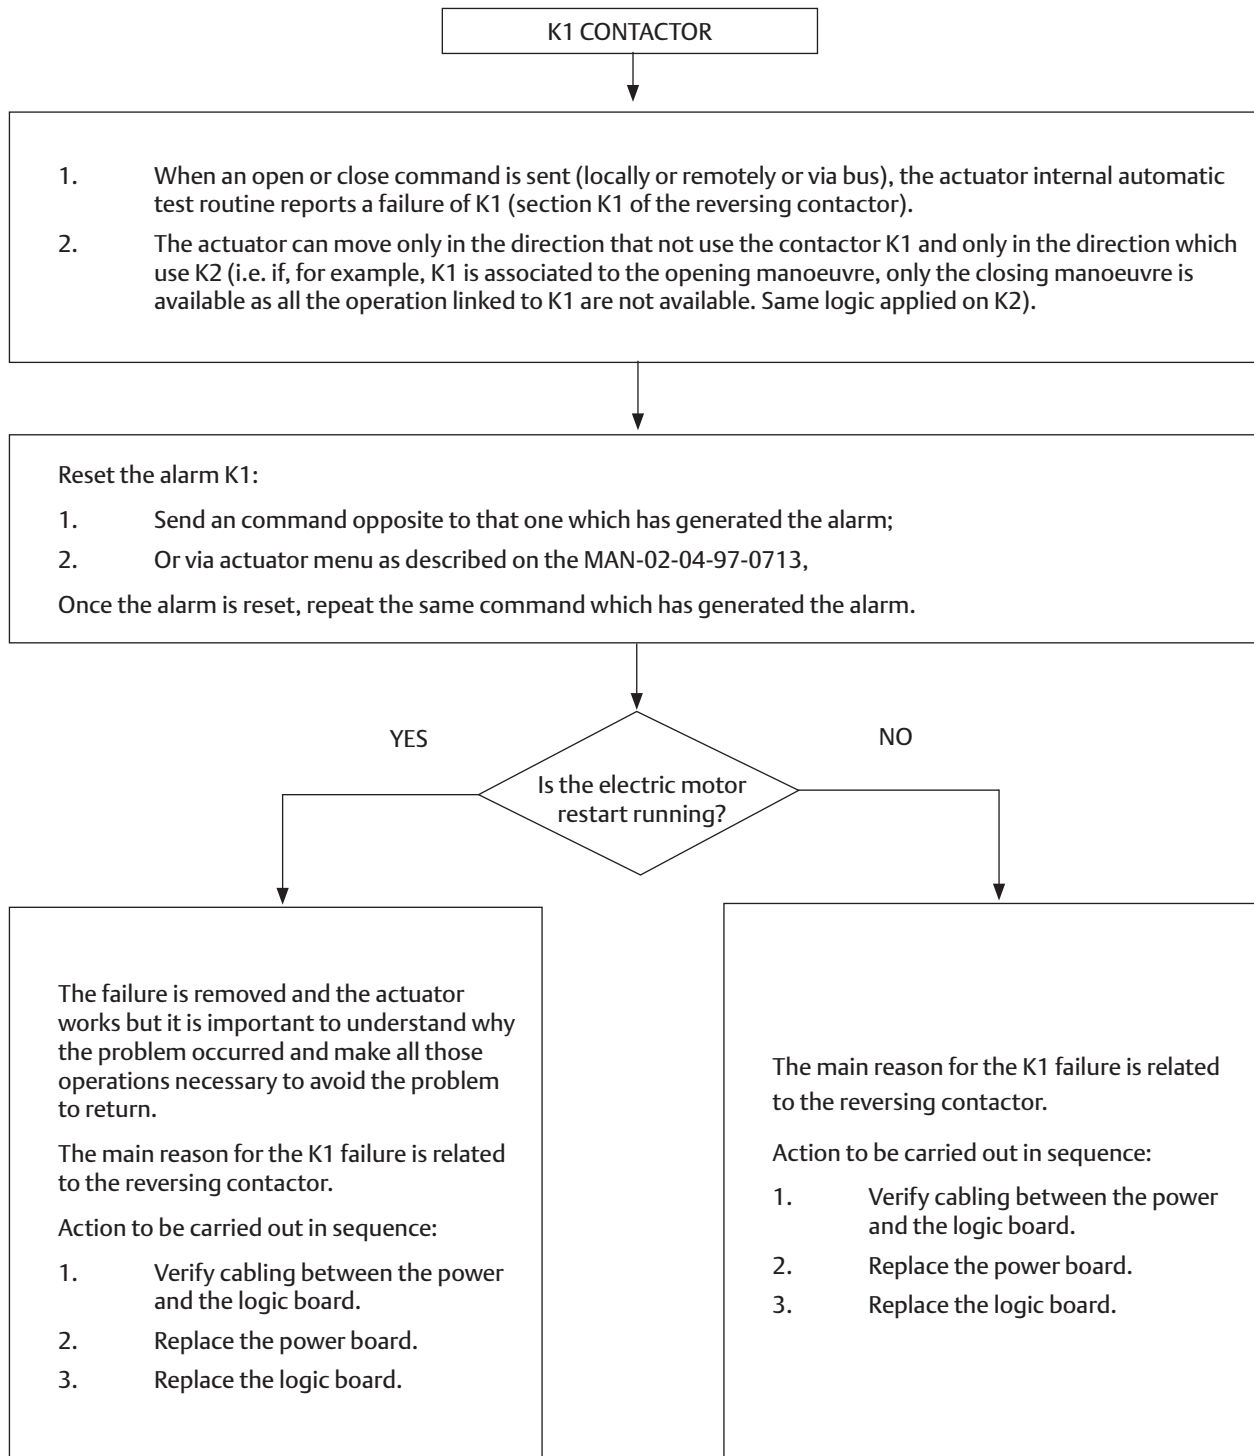 K1 CONTACTOR
1. When an open or close command is sent (locally or remotely or via bus), the actuator internal automatic
test routine reports a failure of K1 (section K1 of the reversing contactor).
2. The actuator can move only in the direction that not use the contactor K1 and only in the direction which
use K2 (i.e. if, for example, K1 is associated to the opening manoeuvre, only the closing manoeuvre is
available as all the operation linked to K1 are not available. Same logic applied on K2).
Reset the alarm K1:
1. Send an command opposite to that one which has generated the alarm;
2. Or via actuator menu as described on the MAN-02-04-97-0713,
Once the alarm is reset, repeat the same command which has generated the alarm.
YES
NO
Is the electric motor
restart running?
The failure is removed and the actuator
works but it is important to understand why
the problem occurred and make all those
operations necessary to avoid the problem
to return.
The main reason for the K1 failure is related
to the reversing contactor.
Action to be carried out in sequence:
1. Verify cabling between the power
and the logic board.
2. Replace the power board.
3. Replace the logic board.
The main reason for the K1 failure is related
to the reversing contactor.
Action to be carried out in sequence:
1. Verify cabling between the power
and the logic board.
2. Replace the power board.
3. Replace the logic board.